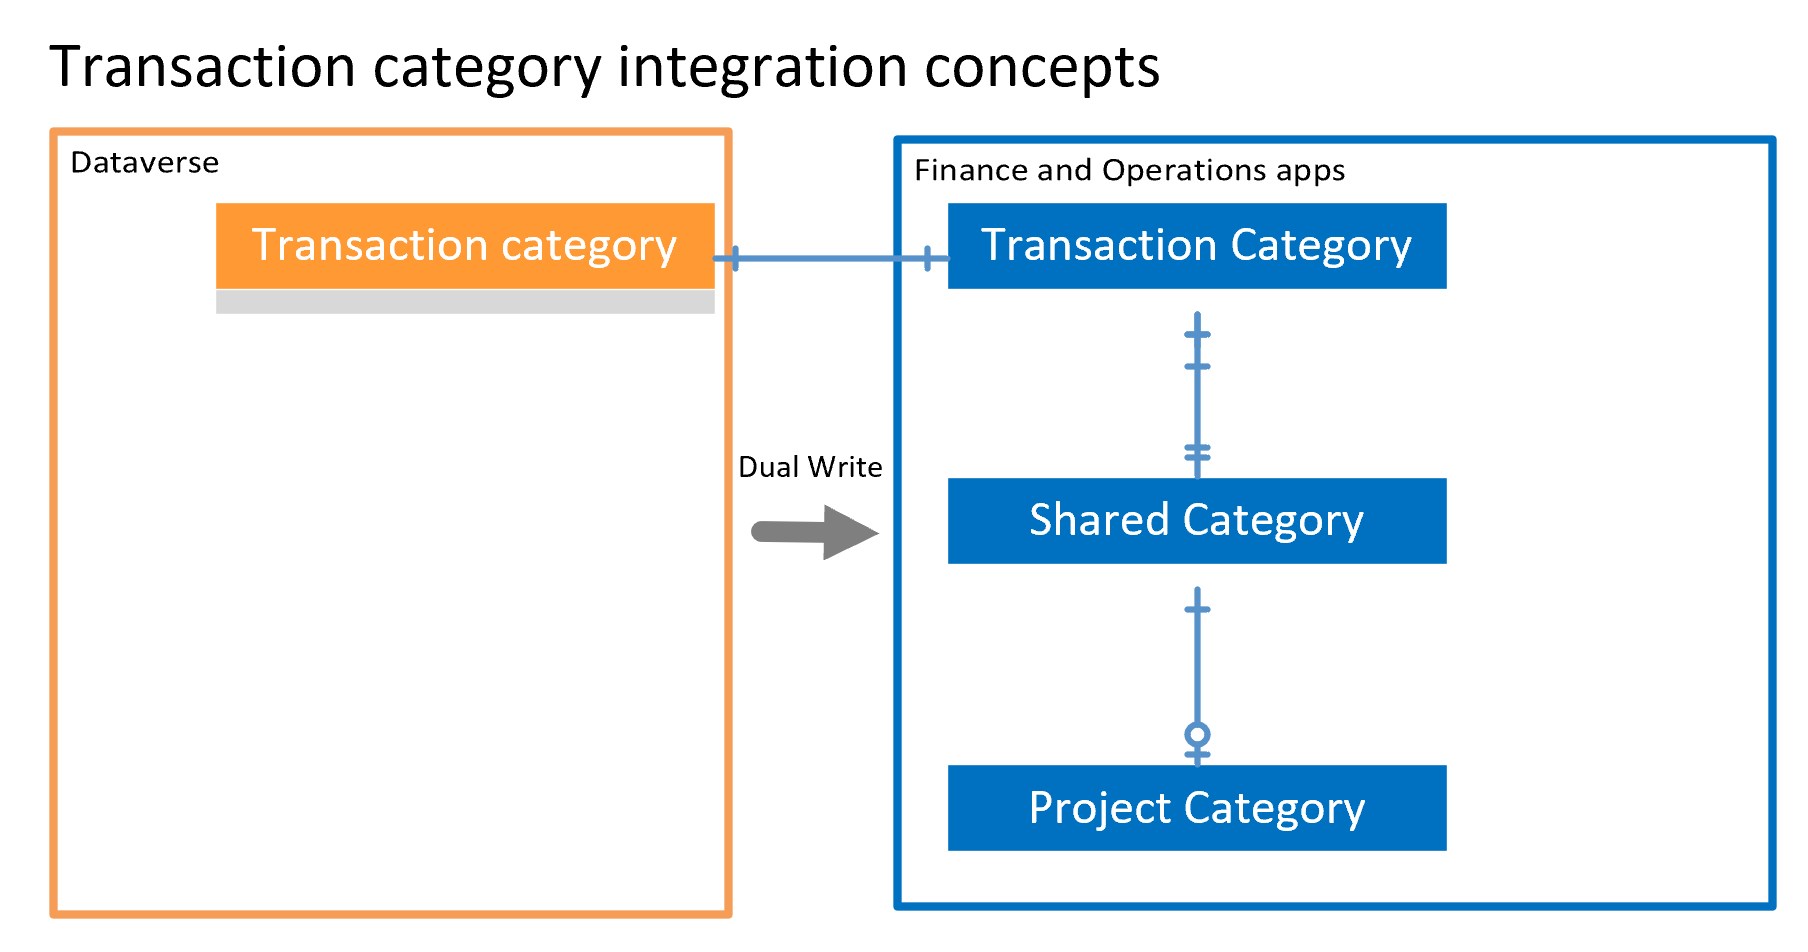 Transaction category integration concepts
Dataverse
Transaction category
Dual Write
Finance and Operations apps
Transaction Category
Shared Category
Project Category